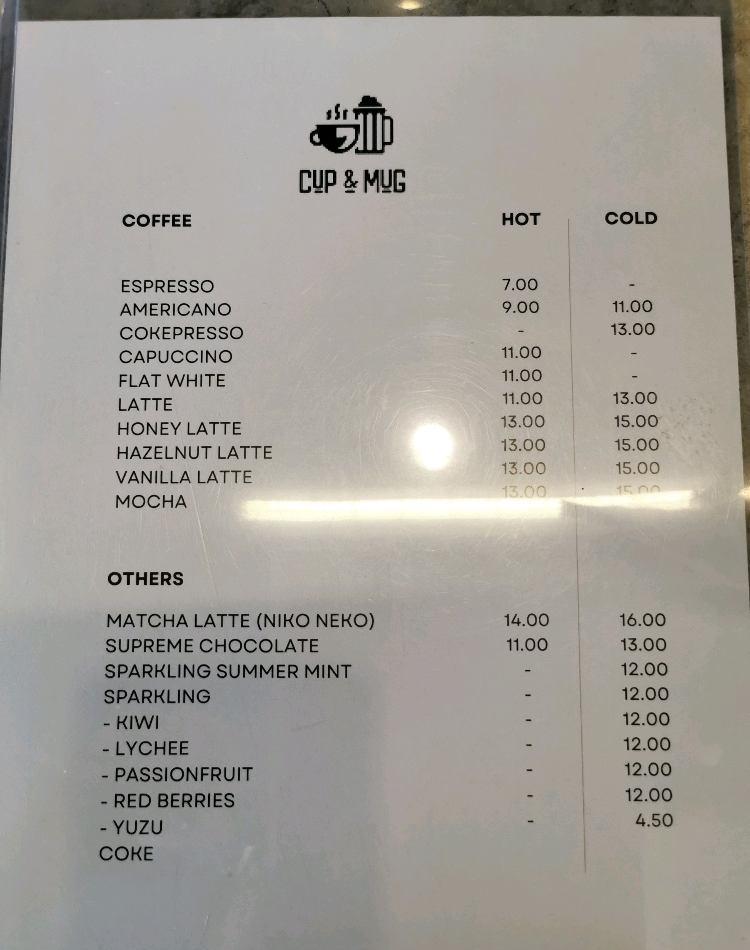 CUP & MUG
COFFEE HOT COLD
ESPRESSO 7.00 -
AMERICANO 9.00 11.00
COKEPRESSO - 13.00
CAPUCCINO 11.00 -
FLAT WHITE 11.00 -
LATTE 11.00 13.00
HONEY LATTE 13.00 15.00
HAZELNUT LATTE 13.00 15.00
VANILLA LATTE 13.00 15.00
MOCHA 13.00 15.00
OTHERS
MATCHA LATTE (NIKO NEKO) 14.00 16.00
SUPREME CHOCOLATE 11.00 13.00
SPARKLING SUMMER MINT - 12.00
SPARKLING - 12.00
- KIWI - 12.00
- LYCHEE - 12.00
- PASSIONFRUIT - 12.00
- RED BERRIES - 12.00
- YUZU - 4.50
COKE